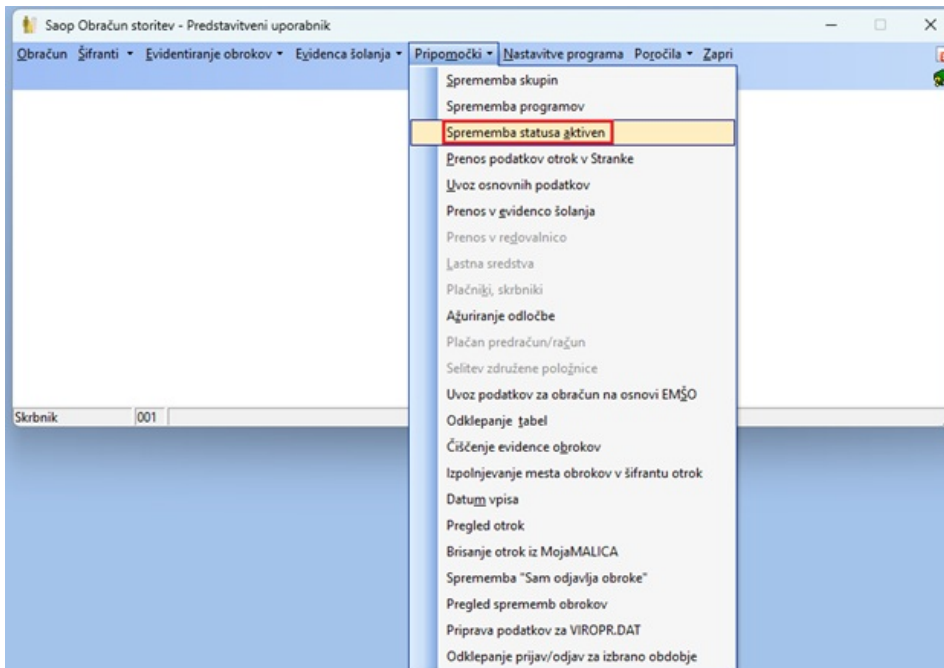 Saop Obračun storitev - Predstavitveni uporabnik
Obračun Šifranti Evidentiranje obrokov Evidenca šolanja Pripomočki Nastavitve programa Poročila Zapri
Sprememba skupin
Sprememba programov
Sprememba statusa aktiven
Prenos podatkov otrok v Stranke
Uvoz osnovnih podatkov
Prenos v evidenco šolanja
Prenos v redovalnico
Lastna sredstva
Plačniki, skrbniki
Ažuriranje odločbe
Plačan predračun/račun
Selitev združene položnice
Uvoz podatkov za obračun na osnovi EMŠO
Skrbnik 001
Odklepanje tabel
Čiščenje evidence obrokov
Izpolnjevanje mesta obrokov v šifrantu otrok
Datum vpisa
Pregled otrok
Brisanje otrok iz MojaMALICA
Sprememba "Sam odjavlja obroke"
Pregled sprememb obrokov
Priprava podatkov za VIROPR.DAT
Odklepanje prijav/odjav za izbrano obdobje